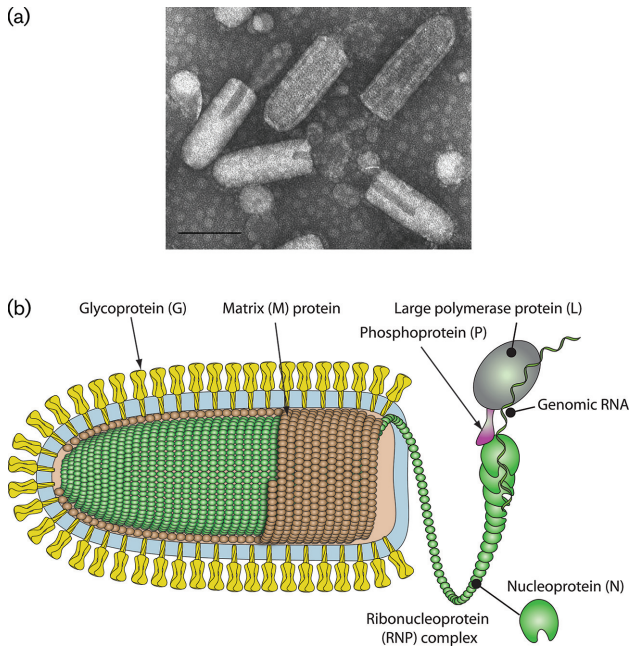 (a)
(b)
Glycoprotein (G)
Matrix (M) protein
Large polymerase protein (L)
Phosphoprotein (P)
Genomic RNA
Nucleoprotein (N)
Ribonucleoprotein
(RNP) complex